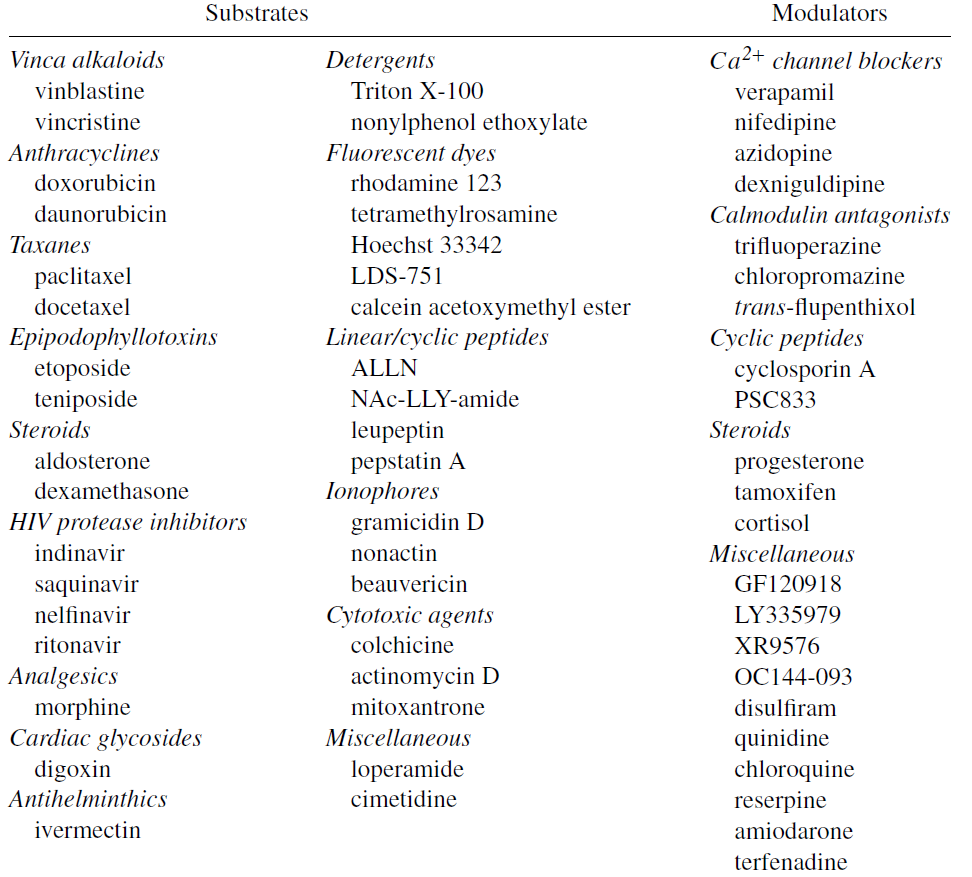 Substrates
Modulators
Vinca alkaloids
vinblastine
vincristine
Anthracyclines
doxorubicin
daunorubicin
Taxanes
paclitaxel
docetaxel
Epipodophyllotoxins
etoposide
teniposide
Steroids
aldosterone
dexamethasone
HIV protease inhibitors
indinavir
saquinavir
nelfinavir
ritonavir
Analgesics
morphine
Cardiac glycosides
digoxin
Antihelminthics
ivermectin
Detergents
Triton X-100
nonylphenol ethoxylate
Fluorescent dyes
rhodamine 123
tetramethylrosamine
Hoechst 33342
LDS-751
calcein acetoxymethyl ester
Linear/cyclic peptides
ALLN
NAc-LLY-amide
leupeptin
pepstatin A
Ionophores
gramicidin D
nonactin
beauvericin
Cytotoxic agents
colchicine
actinomycin D
mitoxantrone
Miscellaneous
loperamide
cimetidine
Ca²⁺ channel blockers
verapamil
nifedipine
azidopine
dexniguldipine
Calmodulin antagonists
trifluoperazine
chloropromazine
trans-flupenthixol
Cyclic peptides
cyclosporin A
PSC833
Steroids
progesterone
tamoxifen
cortisol
Miscellaneous
GF120918
LY335979
XR9576
OC144-093
disulfiram
quinidine
chloroquine
reserpine
amiodarone
terfenadine